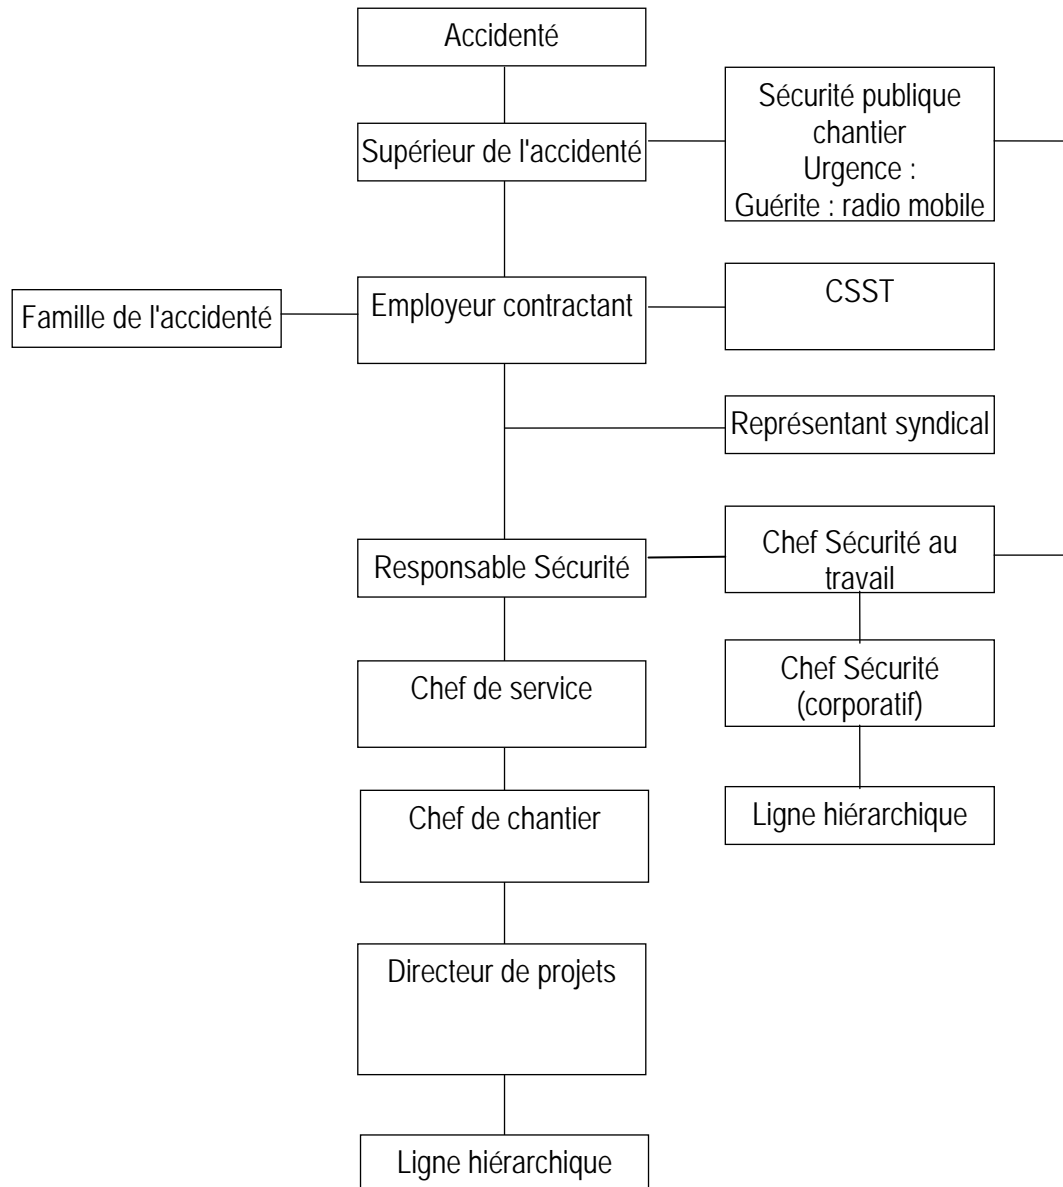 Accidenté
Supérieur de l'accidenté
Sécurité publique
chantier
Urgence :
Guérite : radio mobile
Famille de l'accidenté
Employeur contractant
CSST
Représentant syndical
Responsable Sécurité
Chef Sécurité au
travail
Chef de service
Chef Sécurité
(corporatif)
Chef de chantier
Ligne hiérarchique
Directeur de projets
Ligne hiérarchique